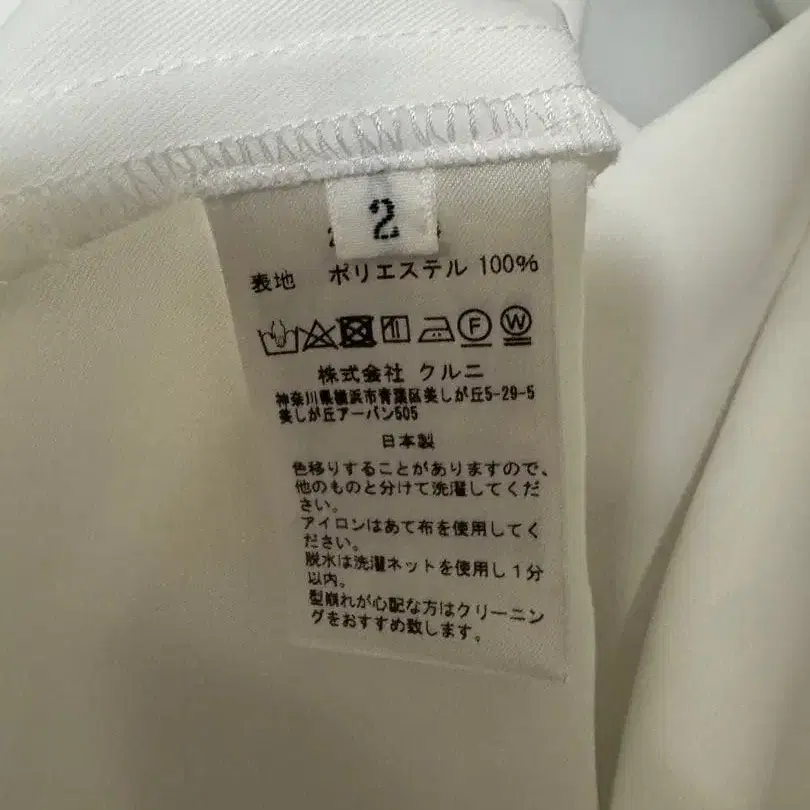 2
表地 ポリエステル 100%
F W
株式会社 クルニ
神奈川県横浜市青葉区美しが丘5-29-5
美しが丘アーバン505
日本製
色移りすることがありますので、
他のものと分けて洗濯してくだ
さい。
アイロンはあて布を使用してく
ださい。
脱水は洗濯ネットを使用し1分
以内。
型崩れが心配な方はクリーニン
グをおすすめ致します。